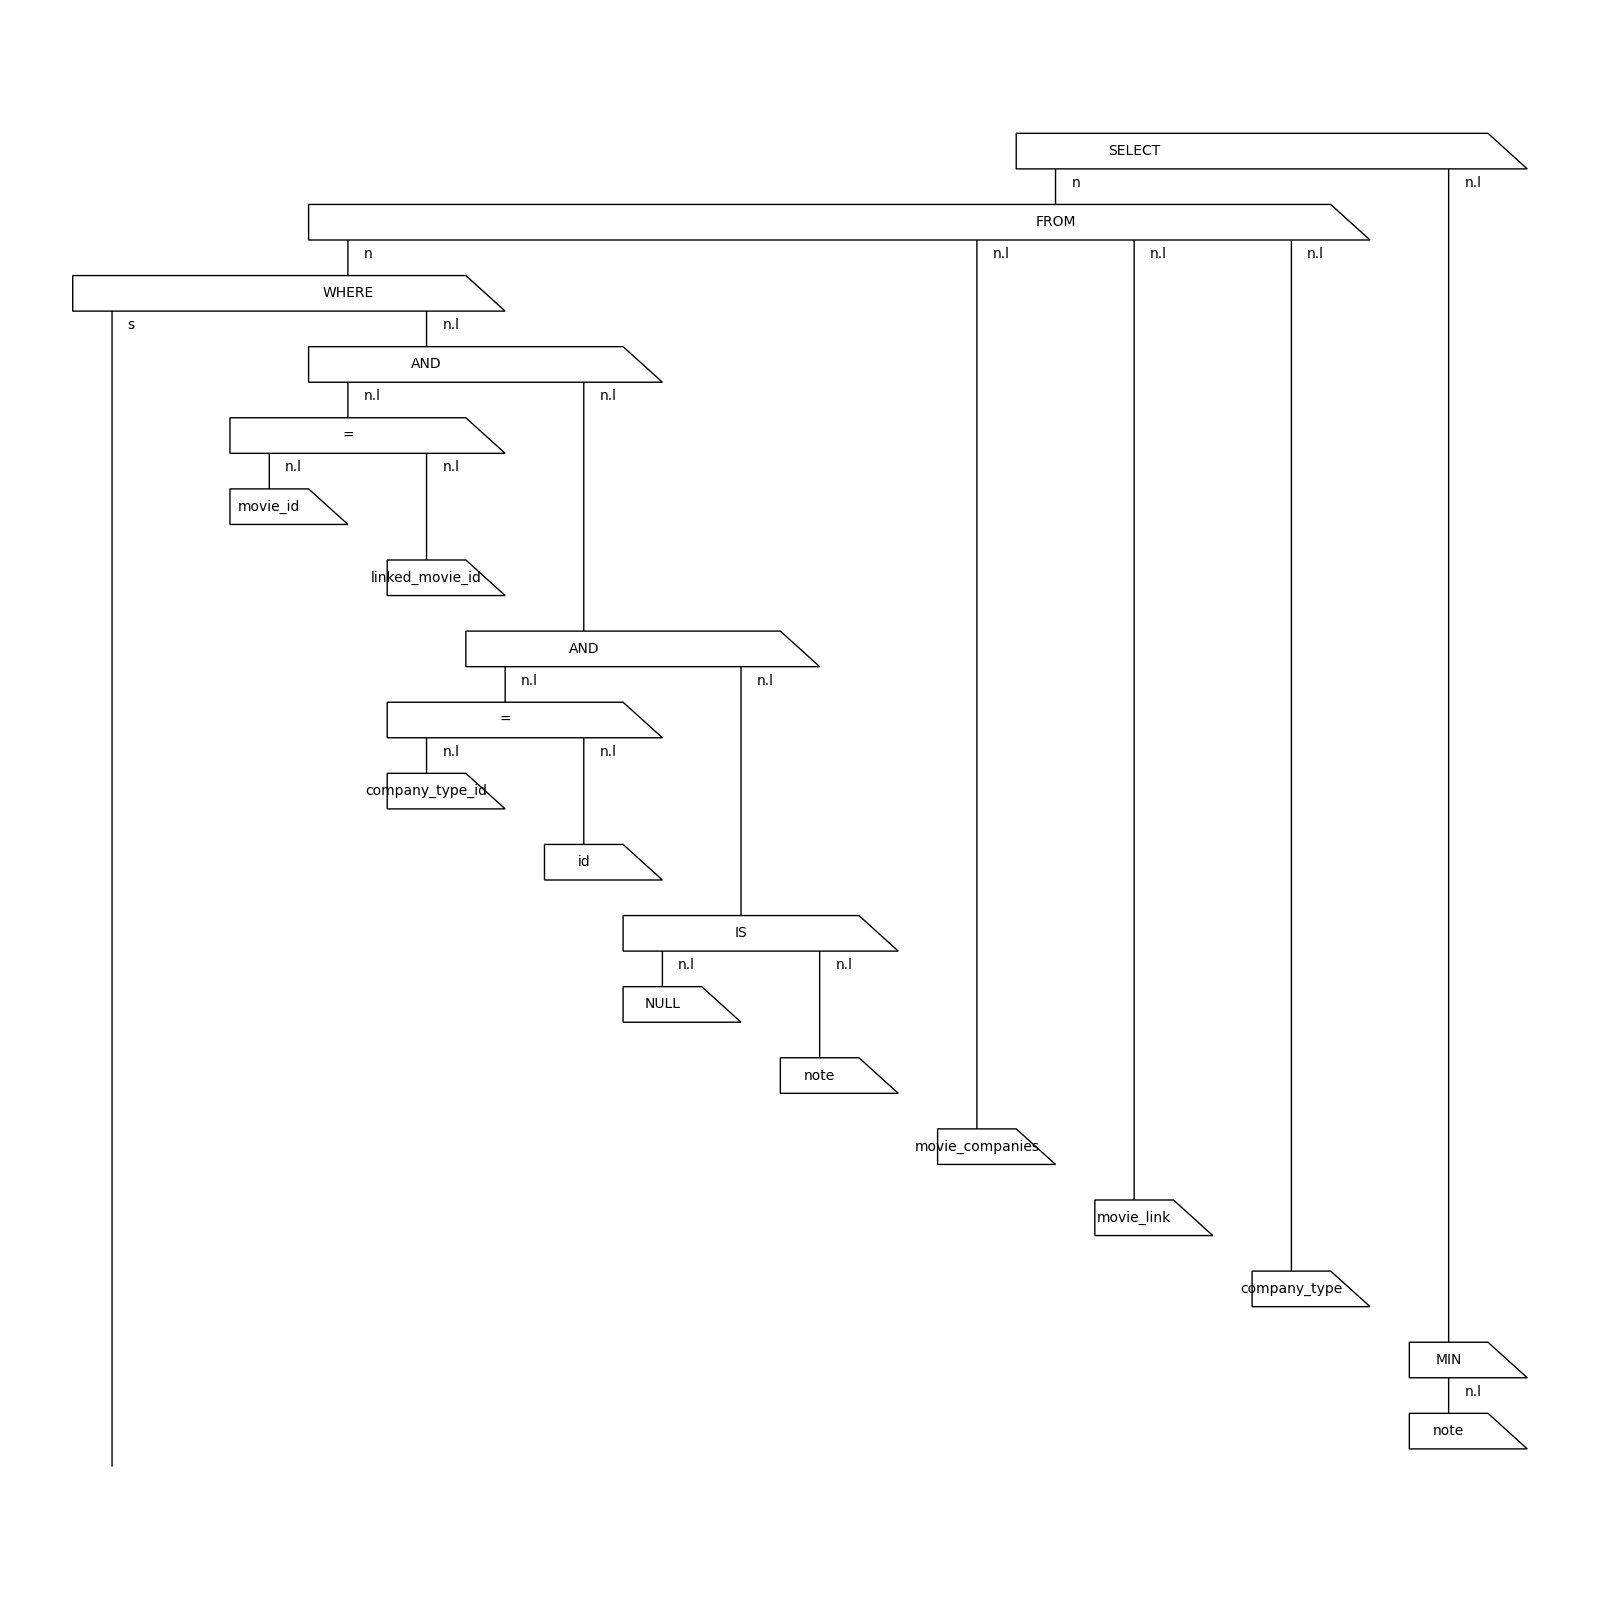 SELECT
n n.l
FROM
n n.l n.l n.l
WHERE
s n.l
AND
n.l n.l
=
n.l n.l
movie_id
linked_movie_id
AND
n.l n.l
=
n.l n.l
company_type_id
id
IS
n.l n.l
NULL
note
movie_companies
movie_link
company_type
MIN
n.l
note